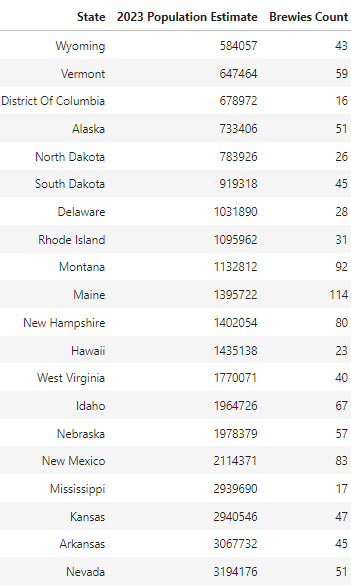 State 2023 Population Estimate Brewies Count
Wyoming 584057 43
Vermont 647464 59
District Of Columbia 678972 16
Alaska 733406 51
North Dakota 783926 26
South Dakota 919318 45
Delaware 1031890 28
Rhode Island 1095962 31
Montana 1132812 92
Maine 1395722 114
New Hampshire 1402054 80
Hawaii 1435138 23
West Virginia 1770071 40
Idaho 1964726 67
Nebraska 1978379 57
New Mexico 2114371 83
Mississippi 2939690 17
Kansas 2940546 47
Arkansas 3067732 45
Nevada 3194176 51